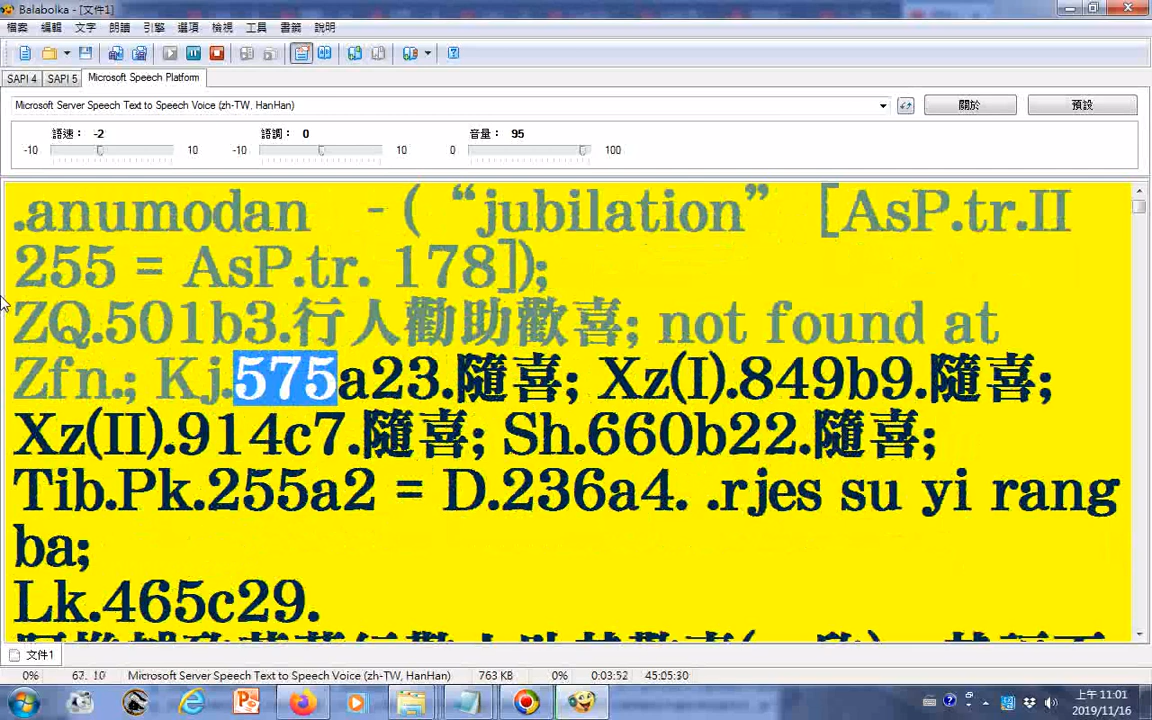 Balabolka - [文件1]
檔案 編輯 文字 朗讀 引擎 選項 檢視 工具 書籤 說明
SAPI 4 SAPI 5 Microsoft Speech Platform
Microsoft Server Speech Text to Speech Voice (zh-TW, HanHan) 關於 預設
語速： -2 語調： 0 音量： 95
-10 10 -10 10 0 100
.anumodan -(“jubilation” [AsP.tr.II
255 = AsP.tr. 178]);
ZQ.501b3.行人勸助歡喜; not found at
Zfn.; Kj.575a23.隨喜; Xz(I).849b9.隨喜;
Xz(II).914c7.隨喜; Sh.660b22.隨喜;
Tib.Pk.255a2 = D.236a4. .rjes su yi rang
ba;
Lk.465c29.
文件1
0% 67: 10 Microsoft Server Speech Text to Speech Voice (zh-TW, HanHan) 763 KB 0% 0:03:52 45:05:30
上午 11:01
2019/11/16